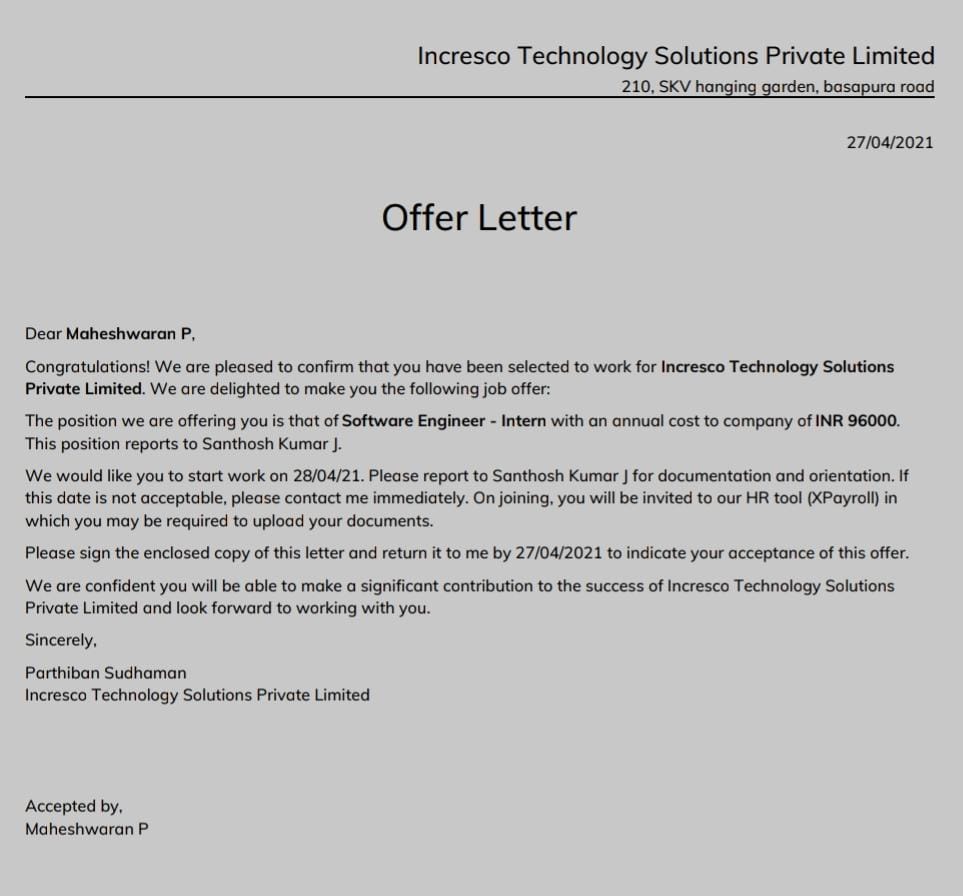 Incresco Technology Solutions Private Limited
210, SKV hanging garden, basapura road
27/04/2021
Offer Letter
Dear Maheshwaran P,
Congratulations! We are pleased to confirm that you have been selected to work for Incresco Technology Solutions
Private Limited. We are delighted to make you the following job offer:
The position we are offering you is that of Software Engineer - Intern with an annual cost to company of INR 96000.
This position reports to Santhosh Kumar J.
We would like you to start work on 28/04/21. Please report to Santhosh Kumar J for documentation and orientation. If
this date is not acceptable, please contact me immediately. On joining, you will be invited to our HR tool (XPayroll) in
which you may be required to upload your documents.
Please sign the enclosed copy of this letter and return it to me by 27/04/2021 to indicate your acceptance of this offer.
We are confident you will be able to make a significant contribution to the success of Incresco Technology Solutions
Private Limited and look forward to working with you.
Sincerely,
Parthiban Sudhaman
Incresco Technology Solutions Private Limited
Accepted by,
Maheshwaran P